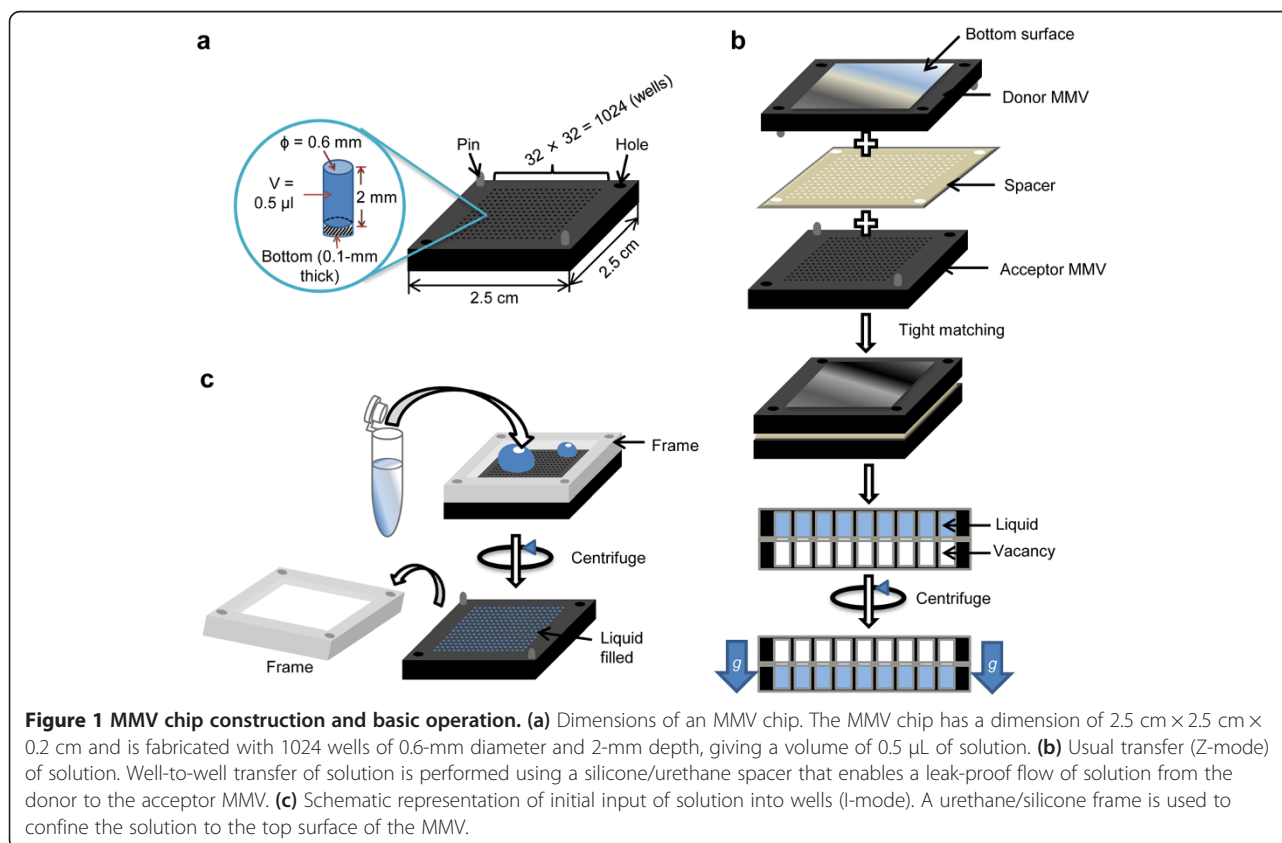 a
ϕ = 0.6 mm
V =
0.5 µl
2 mm
Bottom (0.1-mm
thick)
Pin
32 × 32 = 1024 (wells)
Hole
2.5 cm
2.5 cm
b
Bottom surface
Donor MMV
Spacer
Acceptor MMV
Tight matching
Liquid
Vacancy
Centrifuge
g
g
c
Frame
Centrifuge
Liquid
filled
Frame
Figure 1 MMV chip construction and basic operation. (a) Dimensions of an MMV chip. The MMV chip has a dimension of 2.5 cm × 2.5 cm ×
0.2 cm and is fabricated with 1024 wells of 0.6-mm diameter and 2-mm depth, giving a volume of 0.5 μL of solution. (b) Usual transfer (Z-mode)
of solution. Well-to-well transfer of solution is performed using a silicone/urethane spacer that enables a leak-proof flow of solution from the
donor to the acceptor MMV. (c) Schematic representation of initial input of solution into wells (I-mode). A urethane/silicone frame is used to
confine the solution to the top surface of the MMV.